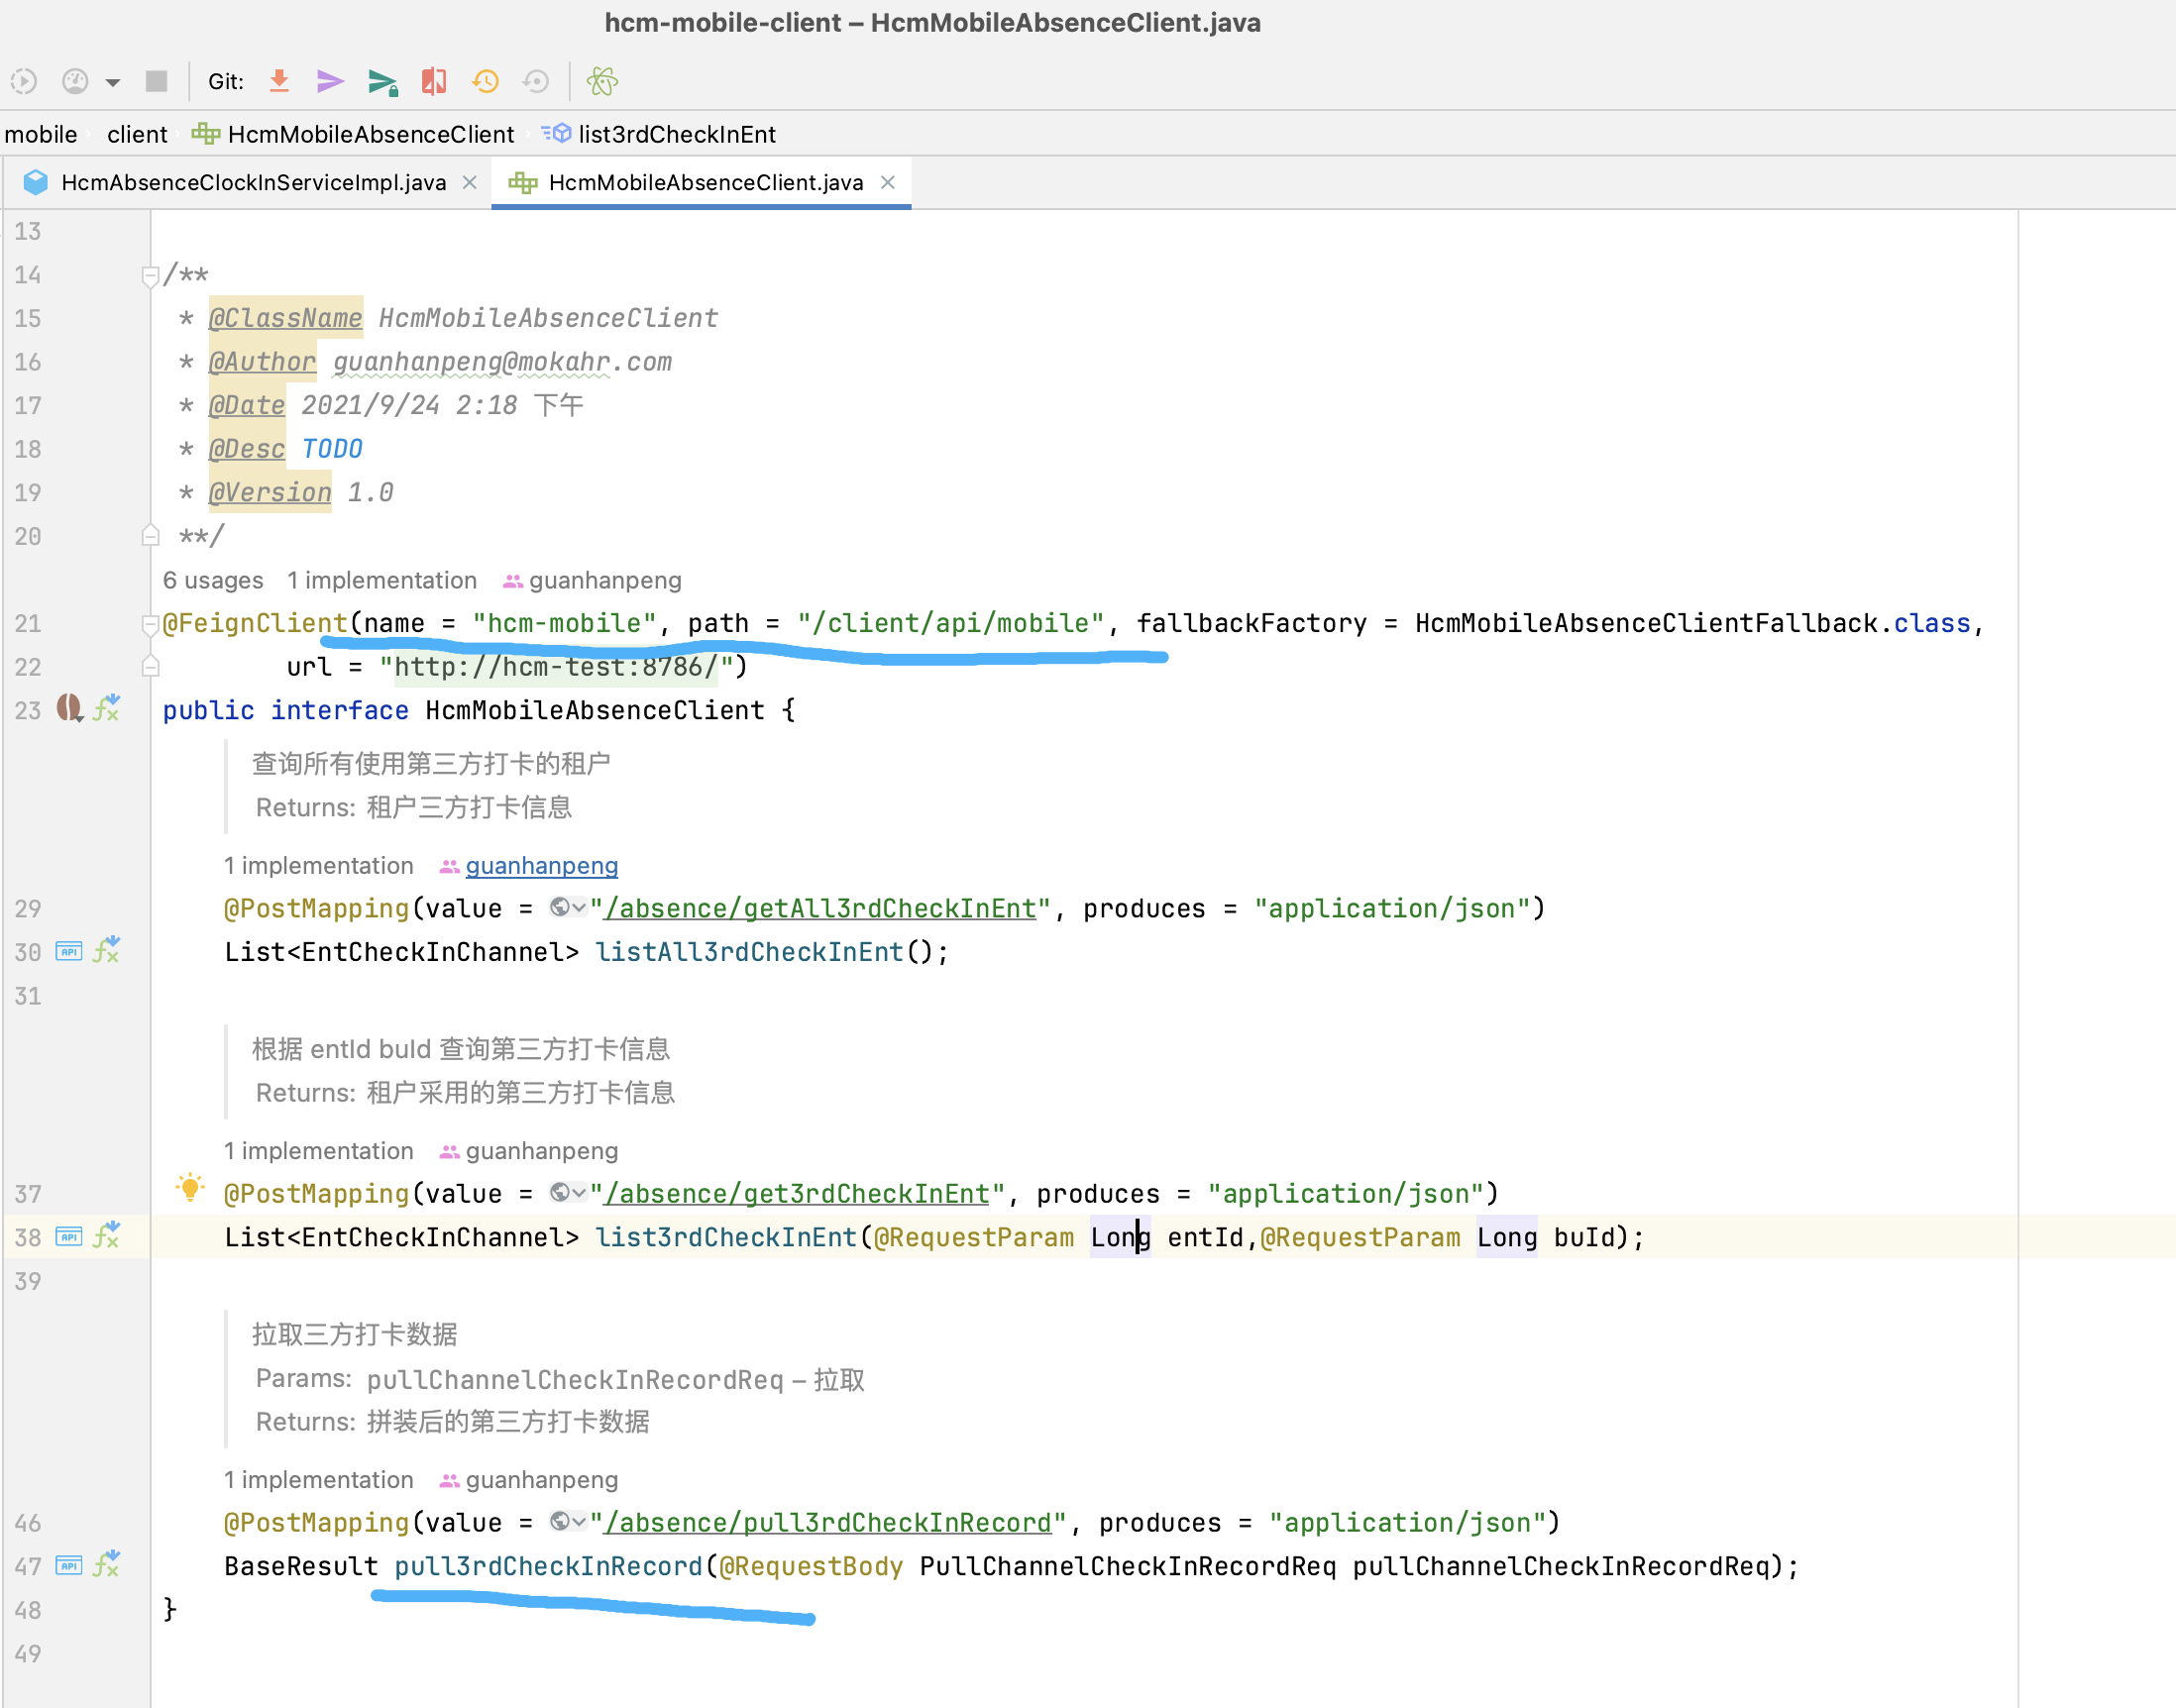 hcm-mobile-client – HcmMobileAbsenceClient.java
Git:
mobile client HcmMobileAbsenceClient list3rdCheckInEnt
HcmAbsenceClockInServiceImpl.java HcmMobileAbsenceClient.java
13
14 /**
15 * @ClassName HcmMobileAbsenceClient
16 * @Author guanhanpeng@mokahr.com
17 * @Date 2021/9/24 2:18 下午
18 * @Desc TODO
19 * @Version 1.0
20 **/
6 usages 1 implementation guanhanpeng
21 @FeignClient(name = "hcm-mobile", path = "/client/api/mobile", fallbackFactory = HcmMobileAbsenceClientFallback.class,
22 url = "http://hcm-test:8786/")
23 public interface HcmMobileAbsenceClient {
查询所有使用第三方打卡的租户
Returns: 租户三方打卡信息
1 implementation guanhanpeng
29 @PostMapping(value = "/absence/getAll3rdCheckInEnt", produces = "application/json")
30 API List<EntCheckInChannel> listAll3rdCheckInEnt();
31
根据 entId buId 查询第三方打卡信息
Returns: 租户采用的第三方打卡信息
1 implementation guanhanpeng
37 @PostMapping(value = "/absence/get3rdCheckInEnt", produces = "application/json")
38 API List<EntCheckInChannel> list3rdCheckInEnt(@RequestParam Long entId,@RequestParam Long buId);
39
拉取三方打卡数据
Params: pullChannelCheckInRecordReq – 拉取
Returns: 拼装后的第三方打卡数据
1 implementation guanhanpeng
46 @PostMapping(value = "/absence/pull3rdCheckInRecord", produces = "application/json")
47 API BaseResult pull3rdCheckInRecord(@RequestBody PullChannelCheckInRecordReq pullChannelCheckInRecordReq);
48 }
49